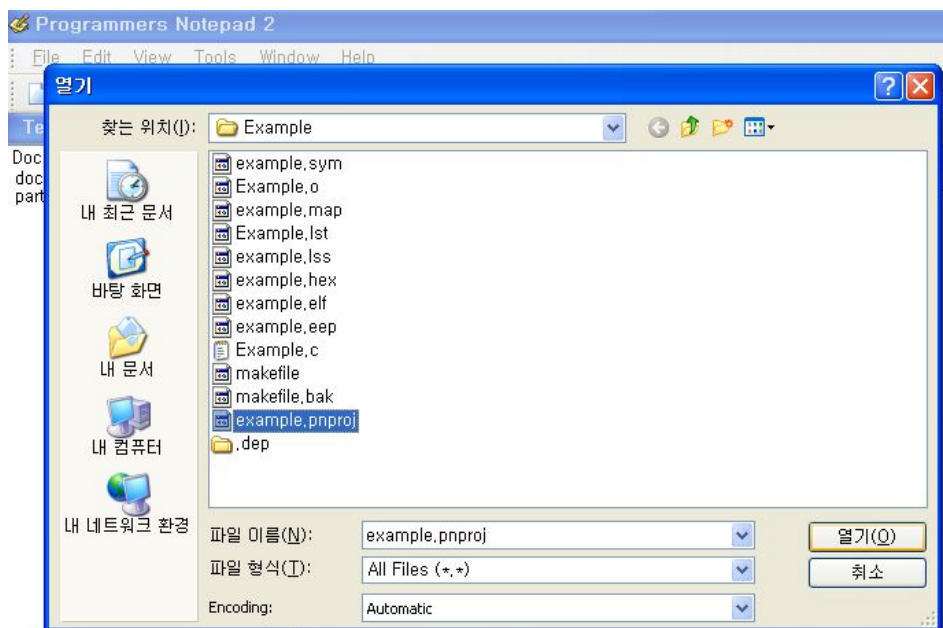 Programmers Notepad 2
File Edit View Tools Window Help
열기
찾는 위치(I): Example
Te
Doc
doc
part
내 최근 문서
바탕 화면
내 문서
내 컴퓨터
내 네트워크 환경
example.sym
Example.o
example.map
Example.lst
example.lss
example.hex
example.elf
example.eep
Example.c
makefile
makefile.bak
example.pnproj
.dep
파일 이름(N): example.pnproj 열기(O)
파일 형식(T): All Files (*.*) 취소
Encoding: Automatic